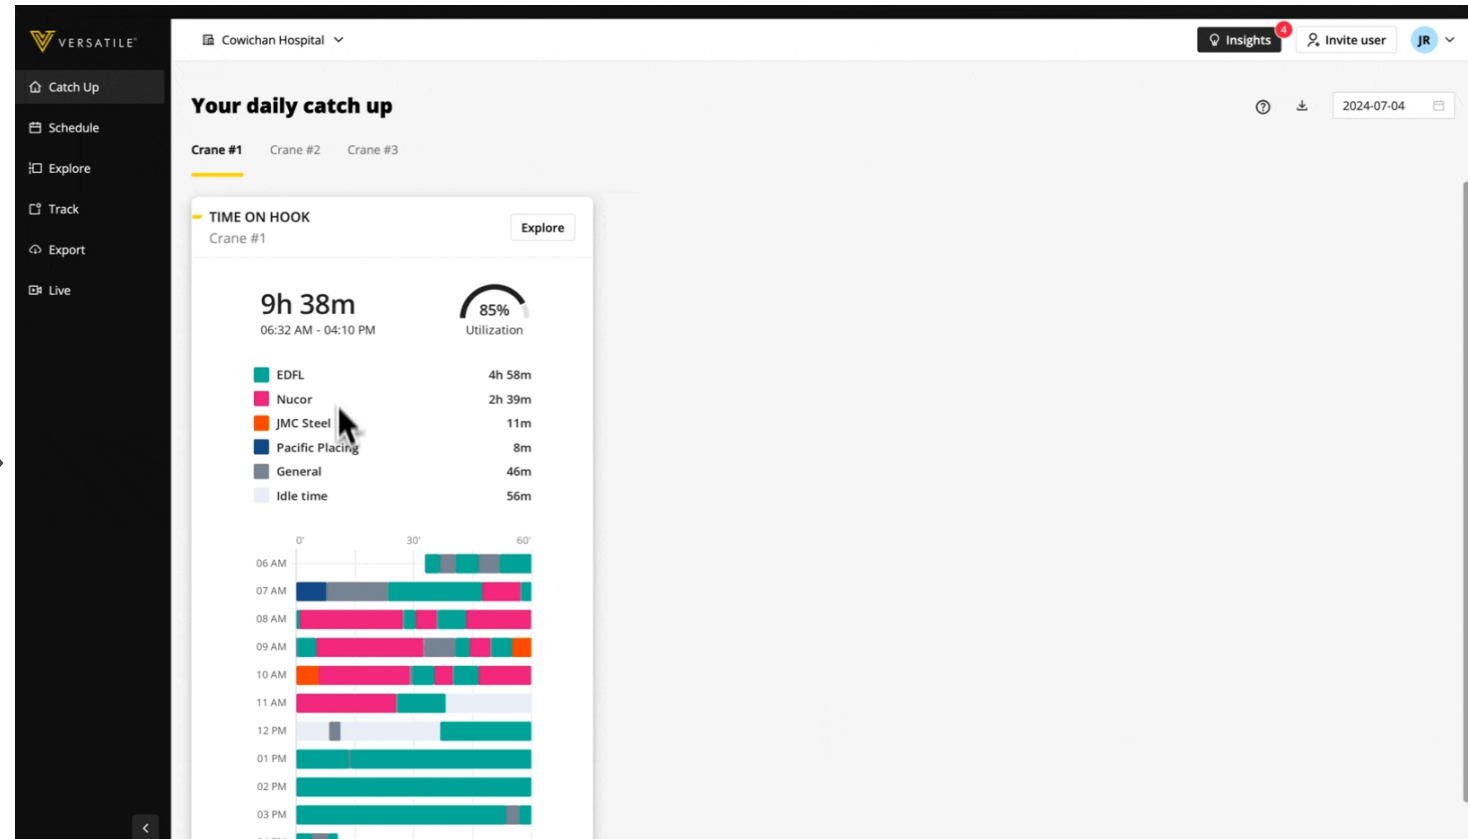 VERSATILE
Cowichan Hospital
Insights
4
Invite user
JR
Catch Up
Schedule
Explore
Track
Export
Live
Your daily catch up
2024-07-04
Crane #1
Crane #2
Crane #3
TIME ON HOOK
Crane #1
Explore
9h 38m
06:32 AM - 04:10 PM
85%
Utilization
EDFL 4h 58m
Nucor 2h 39m
JMC Steel 11m
Pacific Placing 8m
General 46m
Idle time 56m
0' 30' 60'
06 AM
07 AM
08 AM
09 AM
10 AM
11 AM
12 PM
01 PM
02 PM
03 PM